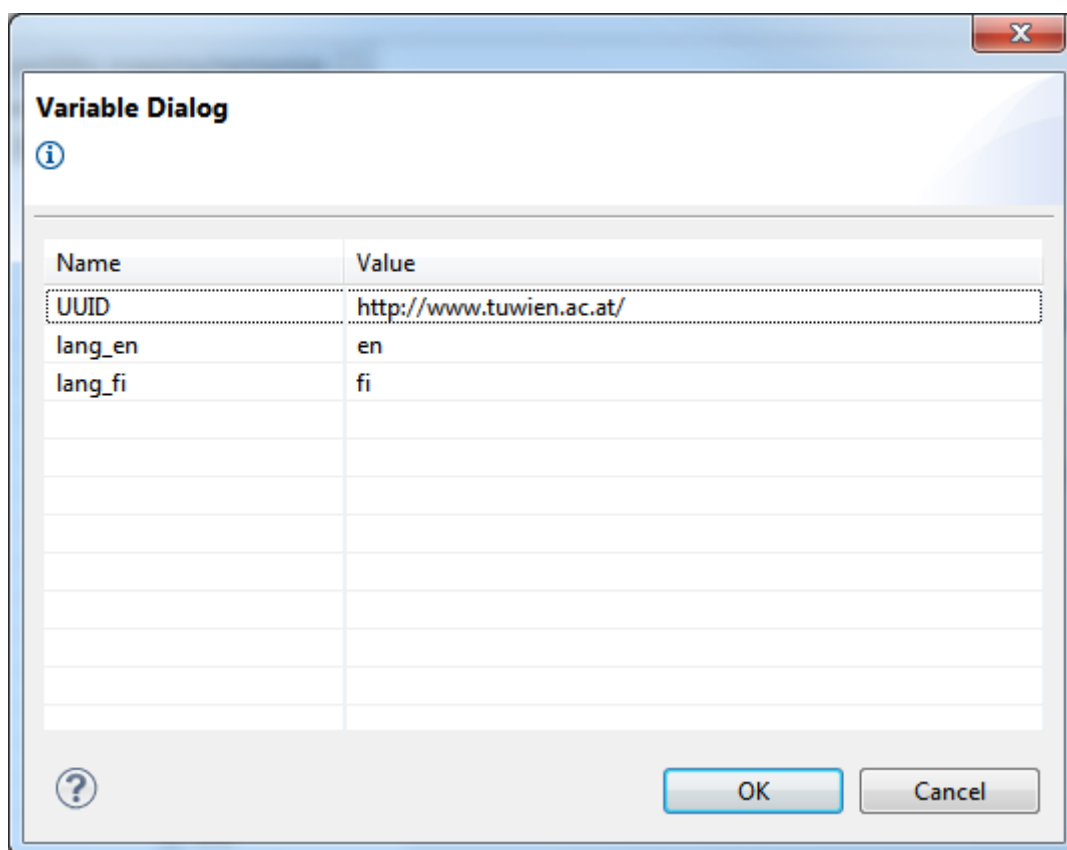 Variable Dialog
Name Value
UUID http://www.tuwien.ac.at/
lang_en en
lang_fi fi
OK Cancel